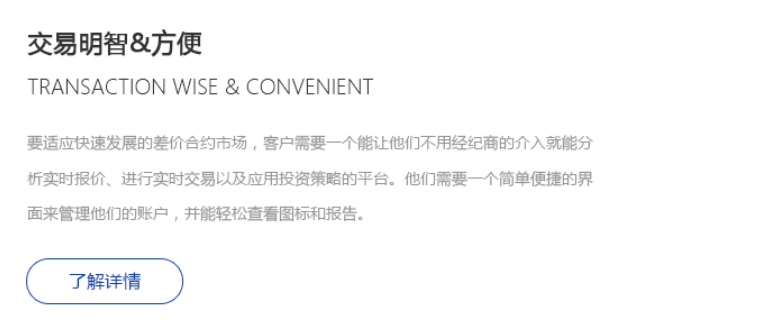 交易明智&方便
TRANSACTION WISE & CONVENIENT
要适应快速发展的差价合约市场，客户需要一个能让他们不用经纪商的介入就能分
析实时报价、进行实时交易以及应用投资策略的平台。他们需要一个简单便捷的界
面来管理他们的账户，并能轻松查看图标和报告。
了解详情